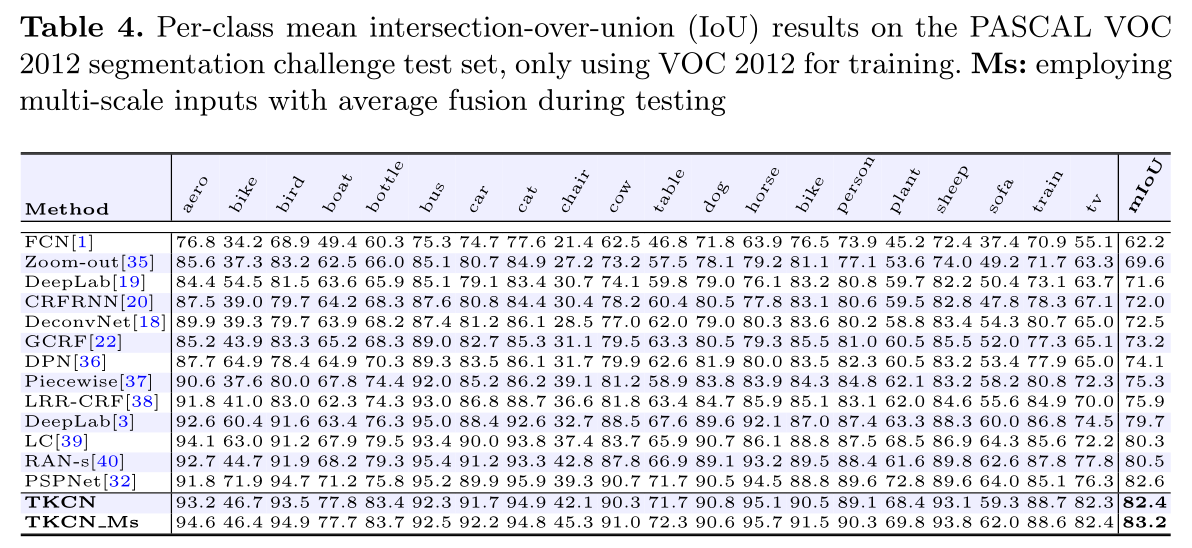 Table 4. Per-class mean intersection-over-union (IoU) results on the PASCAL VOC
2012 segmentation challenge test set, only using VOC 2012 for training. Ms: employing
multi-scale inputs with average fusion during testing
Method aero bike bird boat bottle bus car cat chair cow table dog horse bike person plant sheep sofa train tv mIoU
FCN[1] 76.8 34.2 68.9 49.4 60.3 75.3 74.7 77.6 21.4 62.5 46.8 71.8 63.9 76.5 73.9 45.2 72.4 37.4 70.9 55.1 62.2
Zoom-out[35] 85.6 37.3 83.2 62.5 66.0 85.1 80.7 84.9 27.2 73.2 57.5 78.1 79.2 81.1 77.1 53.6 74.0 49.2 71.7 63.3 69.6
DeepLab[19] 84.4 54.5 81.5 63.6 65.9 85.1 79.1 83.4 30.7 74.1 59.8 79.0 76.1 83.2 80.8 59.7 82.2 50.4 73.1 63.7 71.6
CRFRNN[20] 87.5 39.0 79.7 64.2 68.3 87.6 80.8 84.4 30.4 78.2 60.4 80.5 77.8 83.1 80.6 59.5 82.8 47.8 78.3 67.1 72.0
DeconvNet[18] 89.9 39.3 79.7 63.9 68.2 87.4 81.2 86.1 28.5 77.0 62.0 79.0 80.3 83.6 80.2 58.8 83.4 54.3 80.7 65.0 72.5
GCRF[22] 85.2 43.9 83.3 65.2 68.3 89.0 82.7 85.3 31.1 79.5 63.3 80.5 79.3 85.5 81.0 60.5 85.5 52.0 77.3 65.1 73.2
DPN[36] 87.7 64.9 78.4 64.9 70.3 89.3 83.5 86.1 31.7 79.9 62.6 81.9 80.0 83.5 82.3 60.5 83.2 53.4 77.9 65.0 74.1
Piecewise[37] 90.6 37.6 80.0 67.8 74.4 92.0 85.2 86.2 39.1 81.2 58.9 83.8 83.9 84.3 84.8 62.1 83.2 58.2 80.8 72.3 75.3
LRR-CRF[38] 91.8 41.0 83.0 62.3 74.3 93.0 86.8 88.7 36.6 81.8 63.4 84.7 85.9 85.1 83.1 62.0 84.6 55.6 84.9 70.0 75.9
DeepLab[3] 92.6 60.4 91.6 63.4 76.3 95.0 88.4 92.6 32.7 88.5 67.6 89.6 92.1 87.0 87.4 63.3 88.3 60.0 86.8 74.5 79.7
LC[39] 94.1 63.0 91.2 67.9 79.5 93.4 90.0 93.8 37.4 83.7 65.9 90.7 86.1 88.8 87.5 68.5 86.9 64.3 85.6 72.2 80.3
RAN-s[40] 92.7 44.7 91.9 68.2 79.3 95.4 91.2 93.3 42.8 87.8 66.9 89.1 93.2 89.5 88.4 61.6 89.8 62.6 87.8 77.8 80.5
PSPNet[32] 91.8 71.9 94.7 71.2 75.8 95.2 89.9 95.9 39.3 90.7 71.7 90.5 94.5 88.8 89.6 72.8 89.6 64.0 85.1 76.3 82.6
TKCN 93.2 46.7 93.5 77.8 83.4 92.3 91.7 94.9 42.1 90.3 71.7 90.8 95.1 90.5 89.1 68.4 93.1 59.3 88.7 82.3 82.4
TKCN_Ms 94.6 46.4 94.9 77.7 83.7 92.5 92.2 94.8 45.3 91.0 72.3 90.6 95.7 91.5 90.3 69.8 93.8 62.0 88.6 82.4 83.2